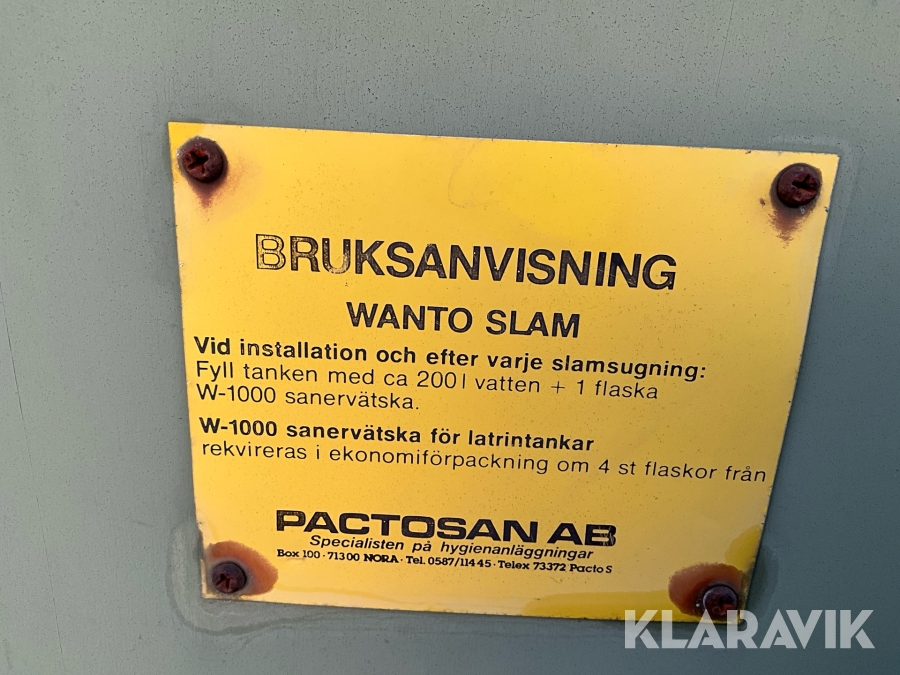 BRUKSANVISNING
WANTO SLAM
Vid installation och efter varje slamsugning:
Fyll tanken med ca 200 l vatten + 1 flaska
W-1000 sanervätska.
W-1000 sanervätska för latrintankar
rekvireras i ekonomiförpackning om 4 st flaskor från
PACTOSAN AB
Specialisten på hygienanläggningar
Box 100 · 713 00 NORA · Tel. 0587/114 45 · Telex 73372 Pacto S
KLARAVIK